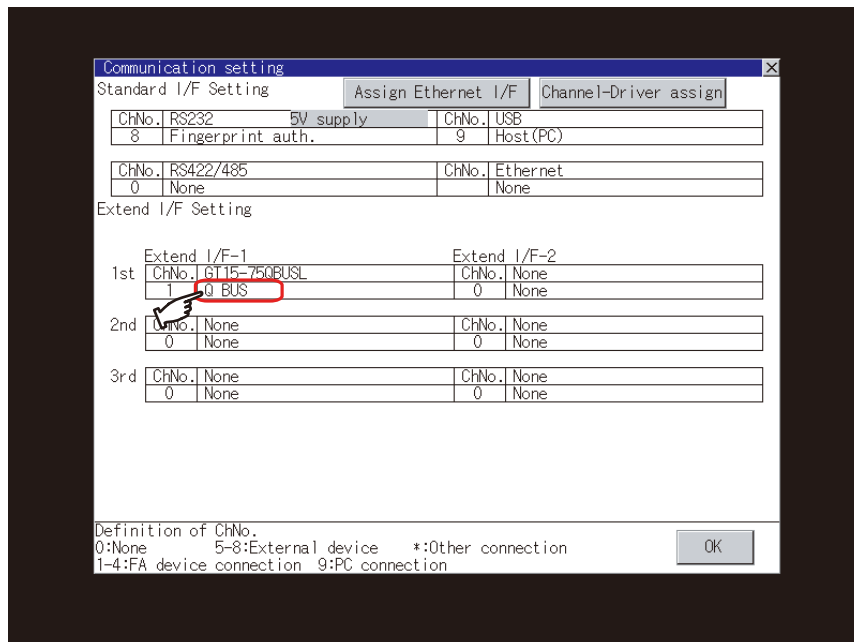 Communication setting
Standard I/F Setting Assign Ethernet I/F Channel-Driver assign
ChNo. RS232 5V supply ChNo. USB
8 Fingerprint auth. 9 Host(PC)
ChNo. RS422/485 ChNo. Ethernet
0 None None
Extend I/F Setting
Extend I/F-1 Extend I/F-2
1st ChNo. GT15-75QBUSL ChNo. None
1 Q BUS 0 None
2nd ChNo. None ChNo. None
0 None 0 None
3rd ChNo. None ChNo. None
0 None 0 None
Definition of ChNo.
0:None 5-8:External device *:Other connection OK
1-4:FA device connection 9:PC connection